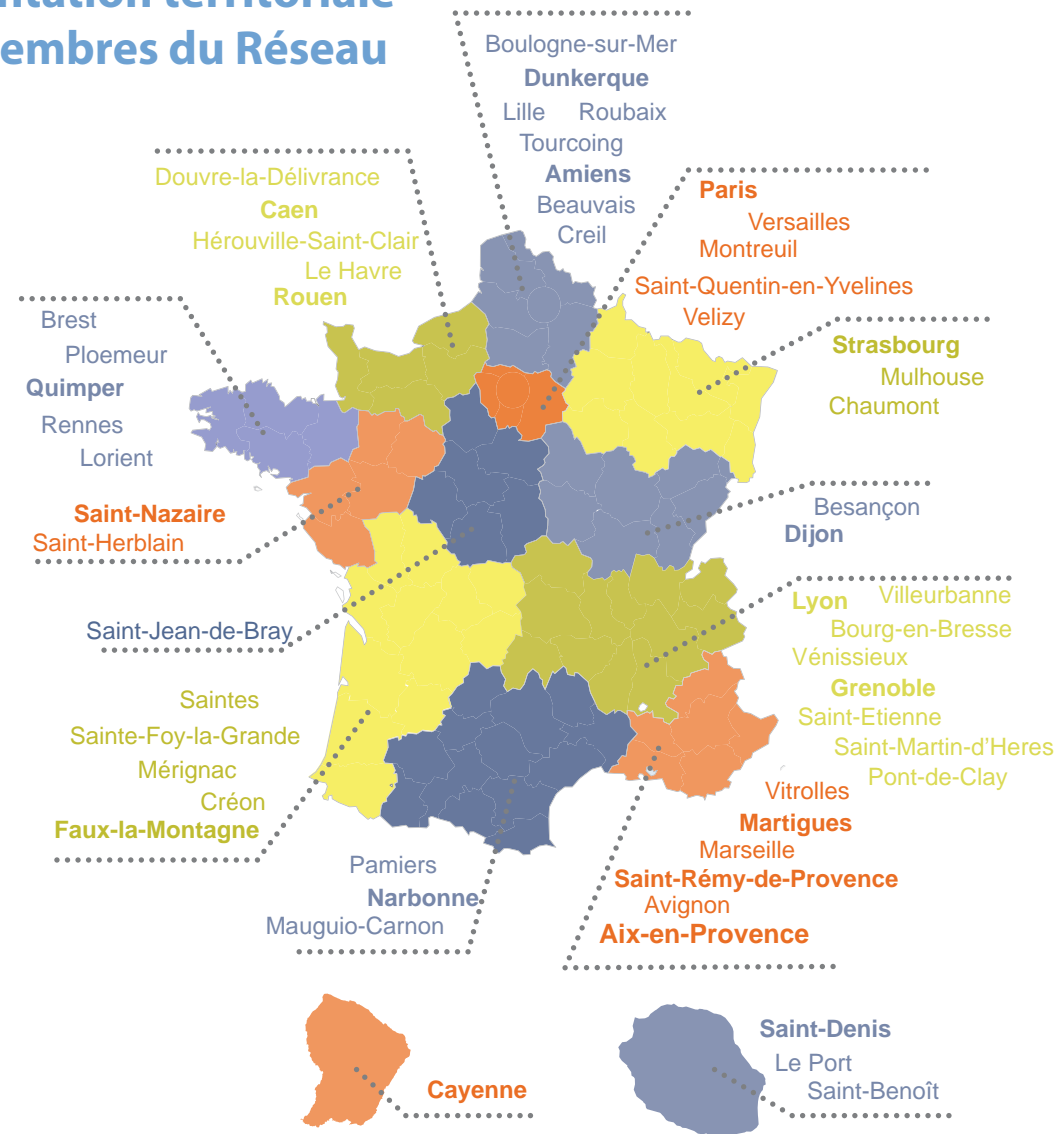 ntation territoriale
embres du Réseau
Boulogne-sur-Mer
Dunkerque
Lille Roubaix
Tourcoing
Amiens
Beauvais
Creil
Douvre-la-Délivrance
Caen
Hérouville-Saint-Clair
Le Havre
Rouen
Paris
Versailles
Montreuil
Saint-Quentin-en-Yvelines
Velizy
Brest
Ploemeur
Quimper
Rennes
Lorient
Strasbourg
Mulhouse
Chaumont
Saint-Nazaire
Saint-Herblain
Besançon
Dijon
Saint-Jean-de-Bray
Lyon Villeurbanne
Bourg-en-Bresse
Vénissieux
Grenoble
Saint-Etienne
Saint-Martin-d'Heres
Pont-de-Clay
Saintes
Sainte-Foy-la-Grande
Mérignac
Créon
Faux-la-Montagne
Vitrolles
Martigues
Marseille
Saint-Rémy-de-Provence
Avignon
Aix-en-Provence
Pamiers
Narbonne
Mauguio-Carnon
Cayenne
Saint-Denis
Le Port
Saint-Benoît